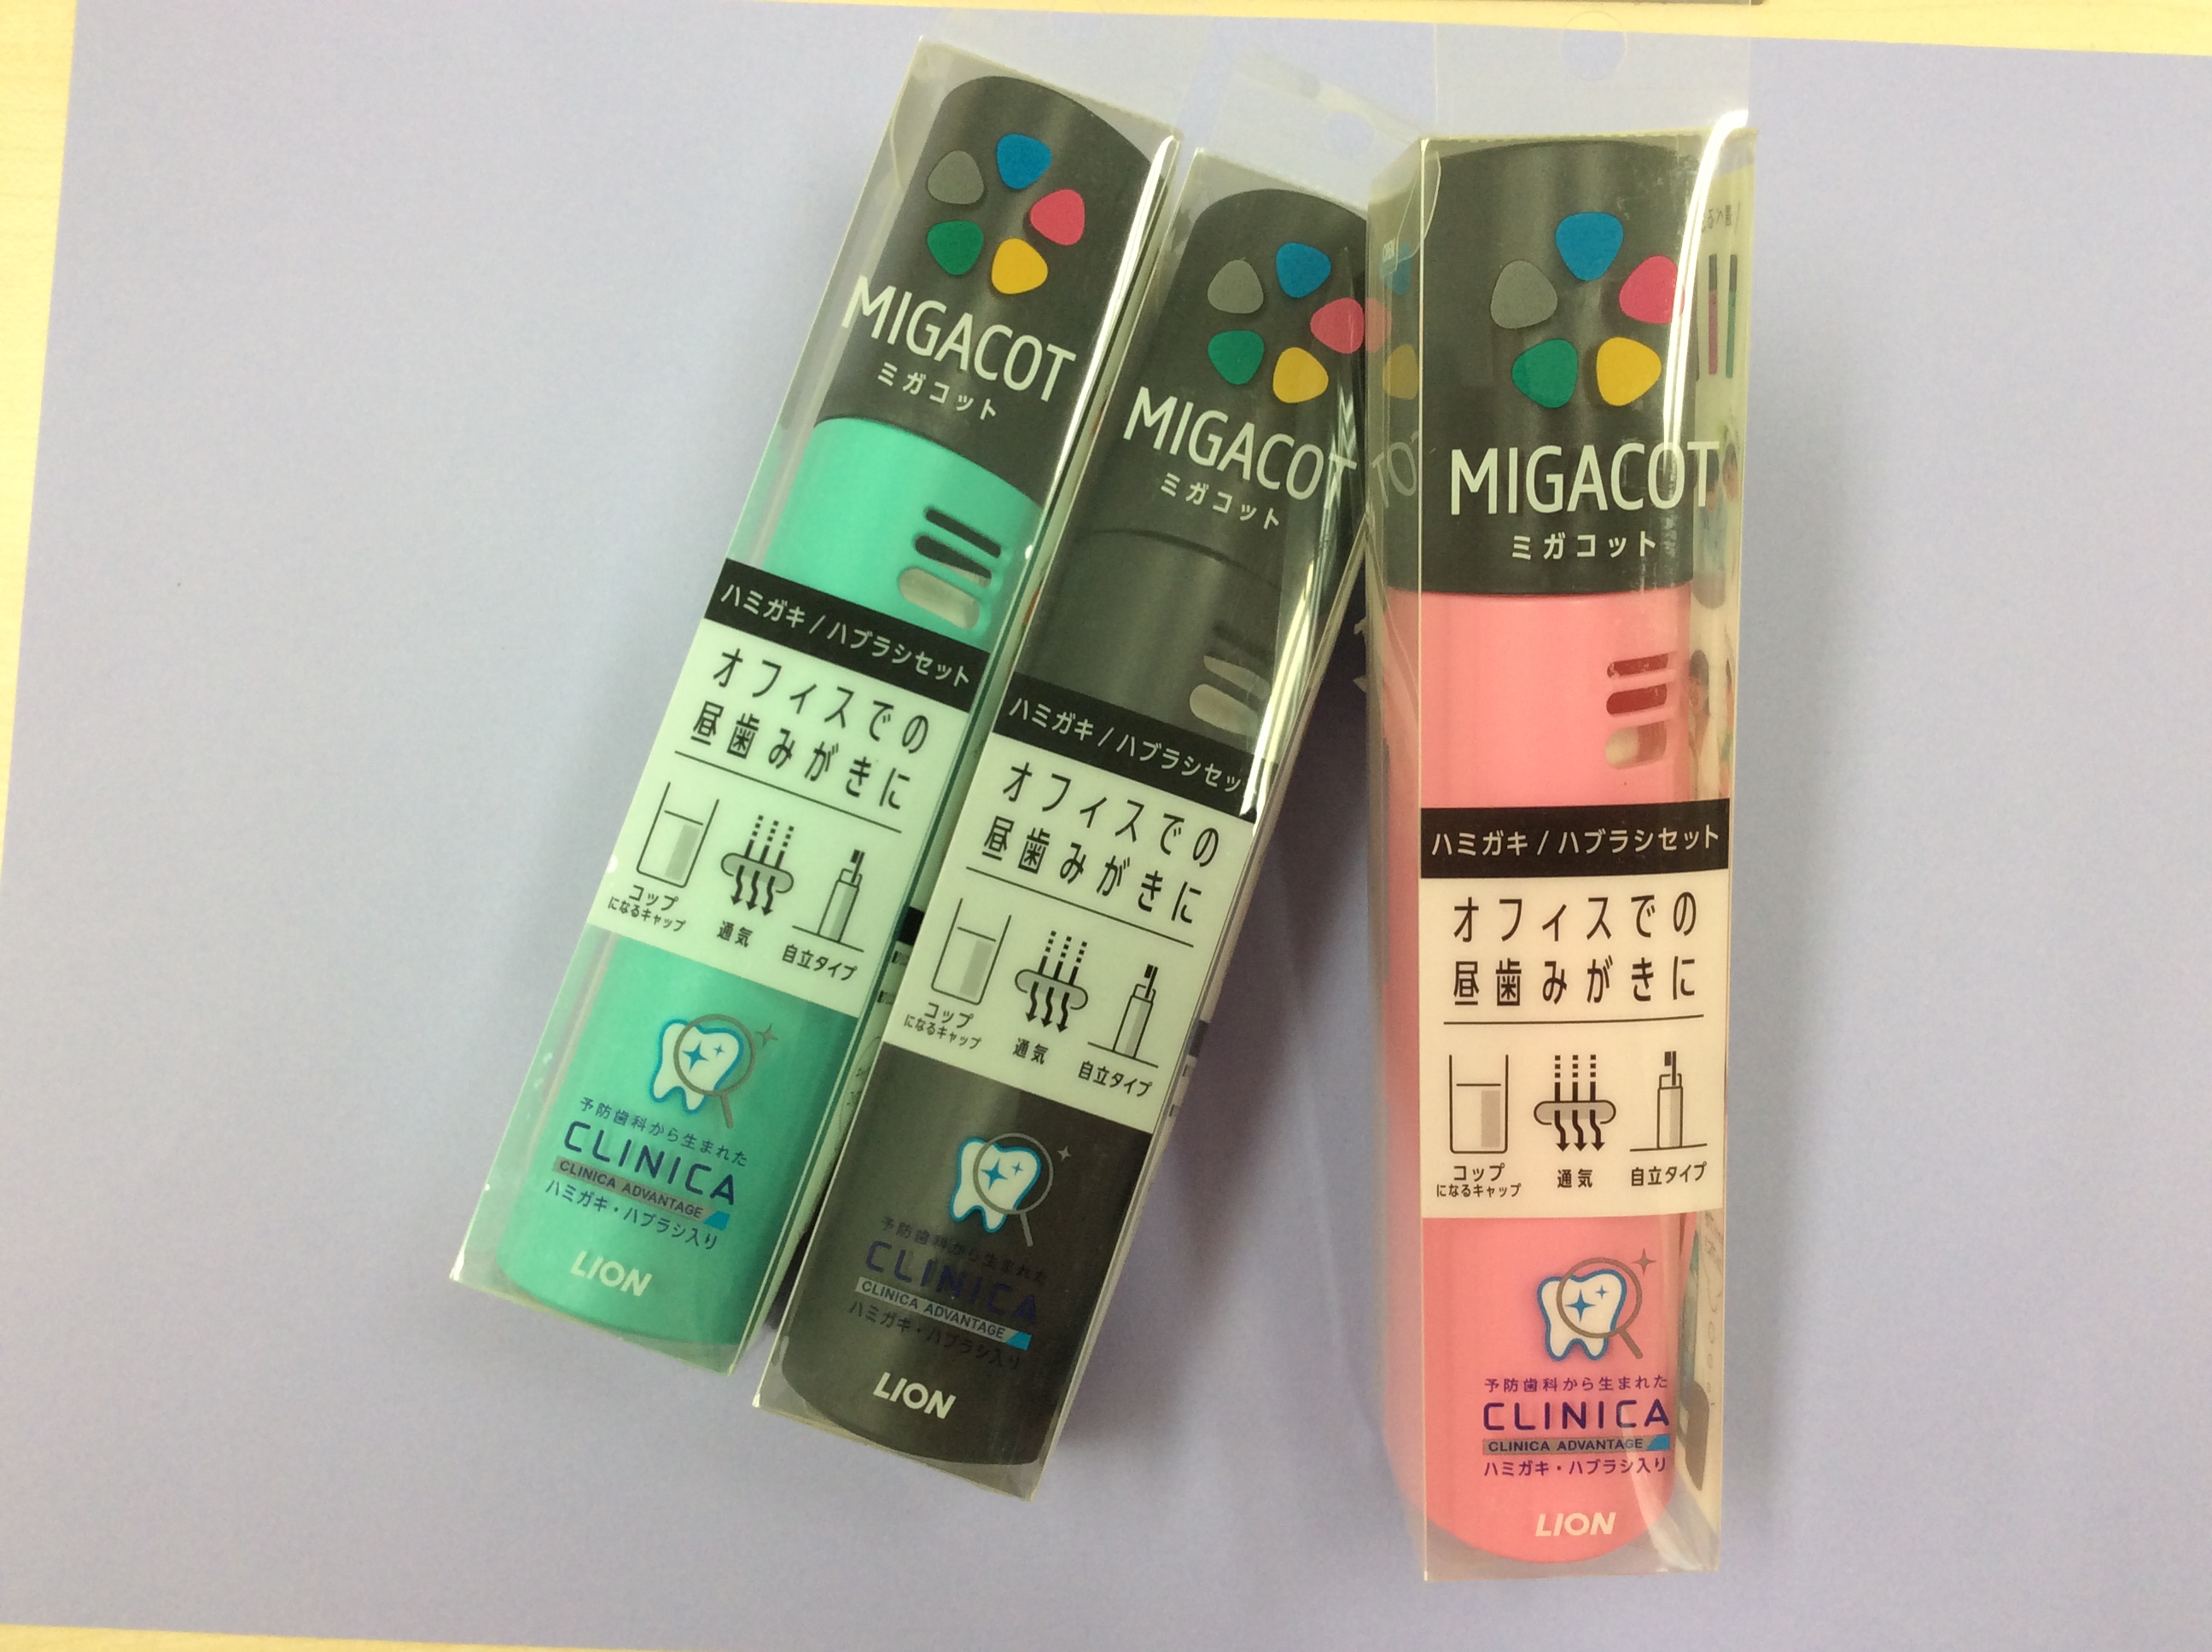 MIGACOT
ミガコット
ハミガキ / ハブラシセット
オフィスでの
昼歯みがきに
コップ
になるキャップ
通気
自立タイプ
予防歯科から生まれた
CLINICA
CLINICA ADVANTAGE
ハミガキ・ハブラシ入り
LION
MIGACOT
ミガコット
ハミガキ / ハブラシセッ
オフィスでの
昼歯みがきに
コップ
になるキャップ
通気
自立タイプ
予防歯科から生まれた
CLINICA
CLINICA ADVANTAGE
ハミガキ・ハブラシ入り
LION
MIGACOT
ミガコット
ハミガキ / ハブラシセット
オフィスでの
昼歯みがきに
コップ
になるキャップ
通気
自立タイプ
予防歯科から生まれた
CLINICA
CLINICA ADVANTAGE
ハミガキ・ハブラシ入り
LION